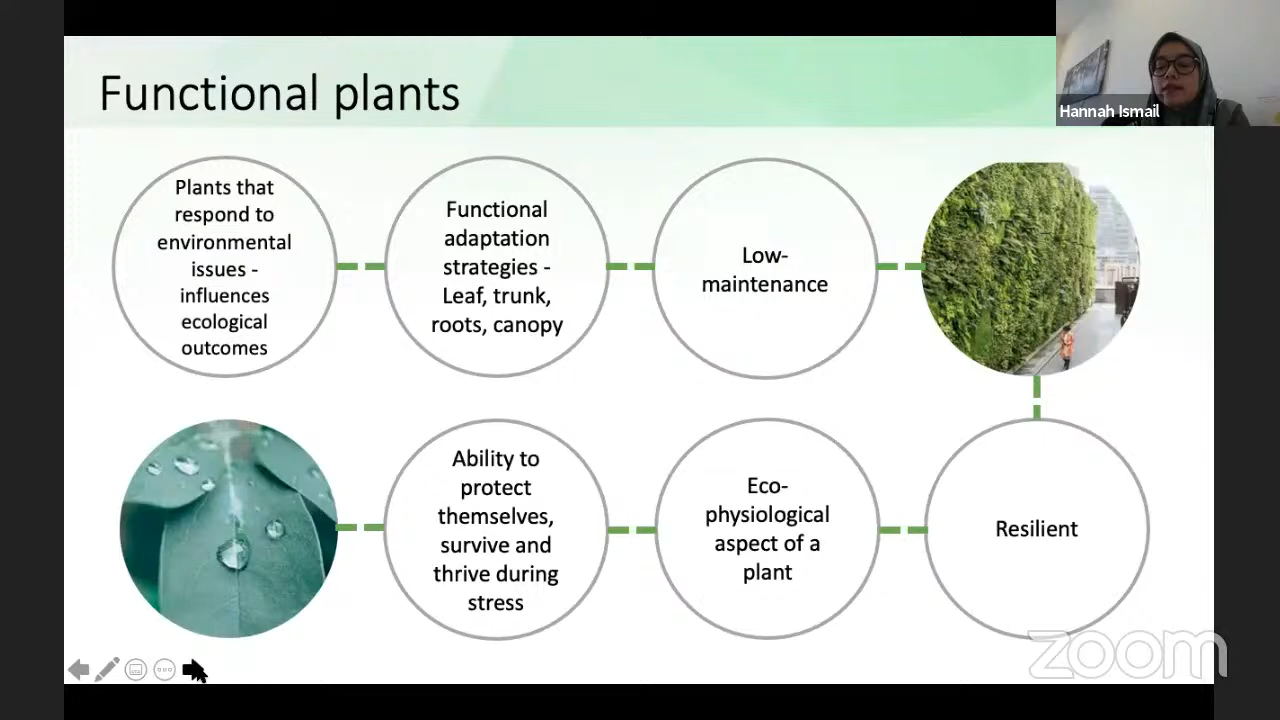 Functional plants
Hannah Ismail
Plants that
respond to
environmental
issues -
influences
ecological
outcomes
Functional
adaptation
strategies -
Leaf, trunk,
roots, canopy
Low-
maintenance
Ability to
protect
themselves,
survive and
thrive during
stress
Eco-
physiological
aspect of a
plant
Resilient
zoom